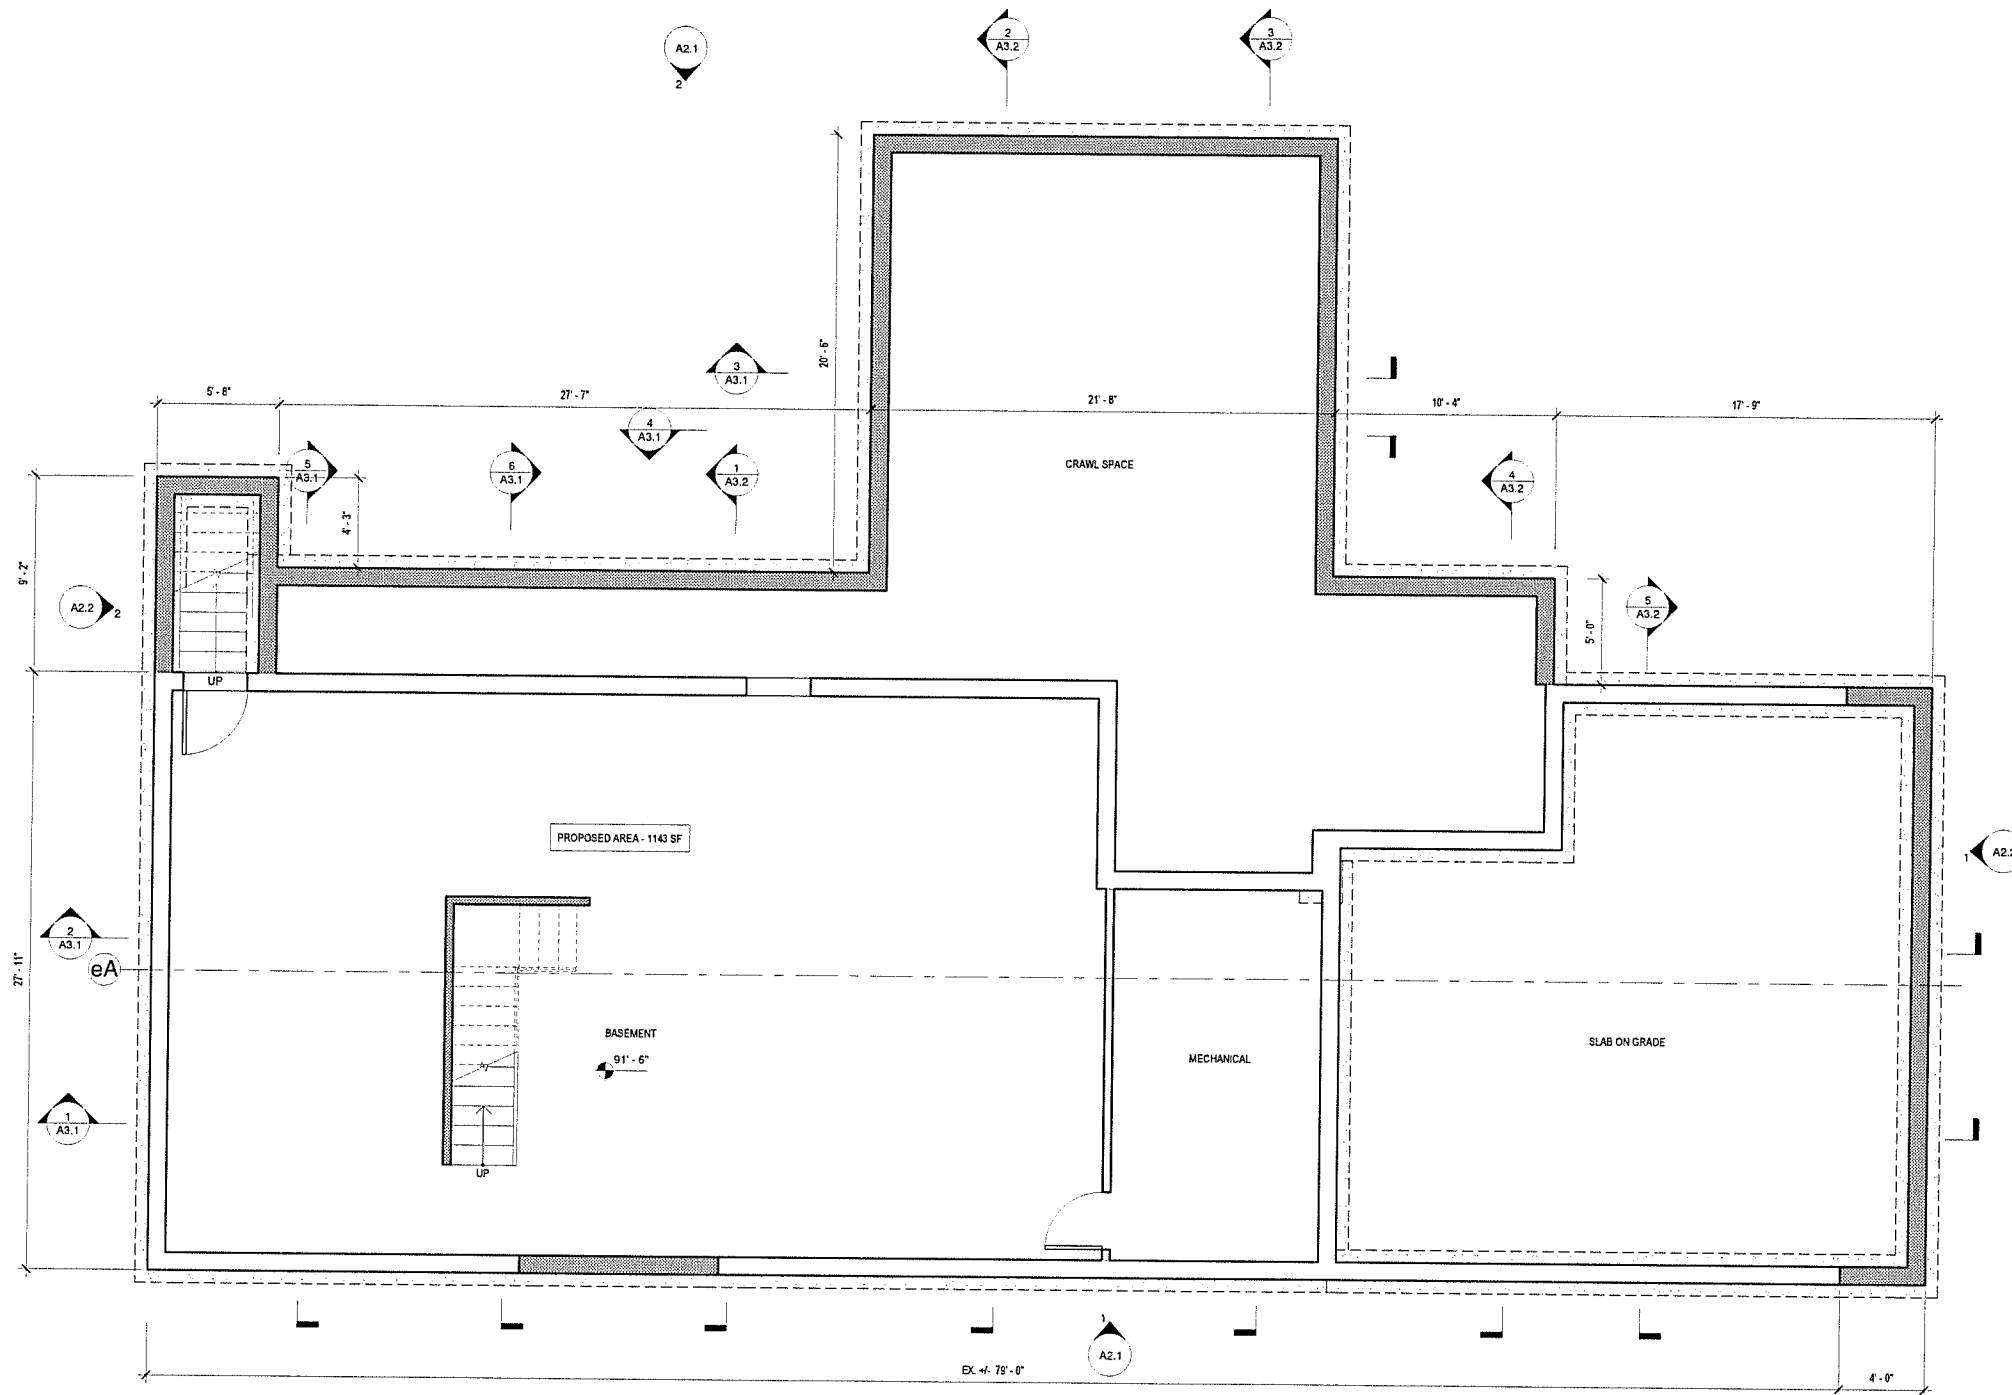 A2.1
2
2
A3.2
3
A3.2
20' - 6"
3
A3.1
5' - 8"
27' - 7"
21' - 8"
10' - 4"
17' - 9"
4
A3.1
5
A3.1
6
A3.1
1
A3.2
CRAWL SPACE
4
A3.2
4' - 3"
9' - 2"
A2.2
2
5
A3.2
5' - 0"
UP
PROPOSED AREA - 1143 SF
1
2
A3.1
eA
27' - 11"
BASEMENT
91' - 6"
MECHANICAL
SLAB ON GRADE
1
A3.1
UP
1
A2.1
EX. +/- 79' - 0"
4' - 0"